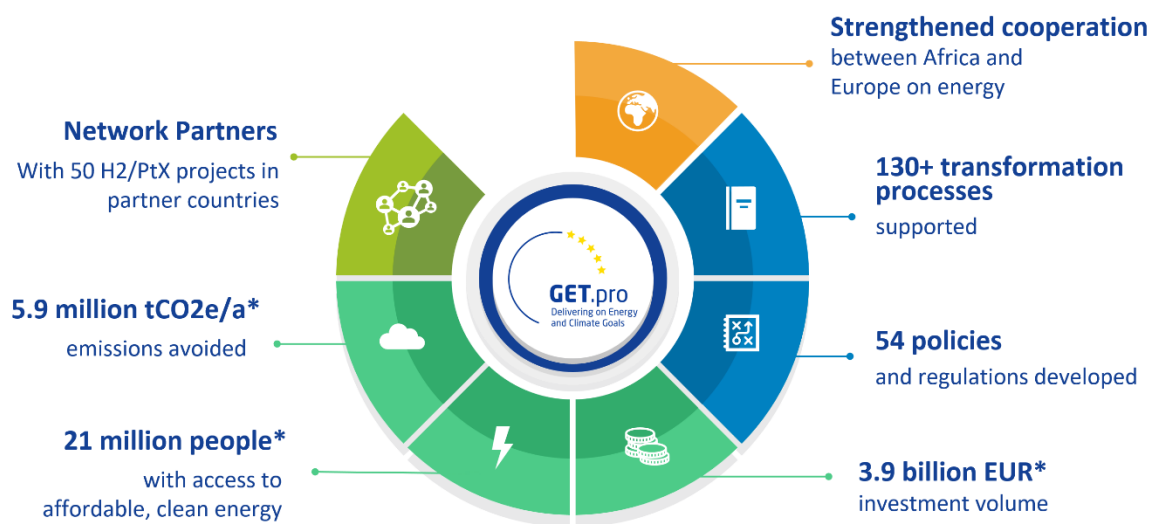 Strengthened cooperation
between Africa and
Europe on energy
130+ transformation
processes
supported
54 policies
and regulations developed
3.9 billion EUR*
investment volume
21 million people*
with access to
affordable, clean energy
5.9 million tCO2e/a*
emissions avoided
Network Partners
With 50 H2/PtX projects in
partner countries
GET.pro
Delivering on Energy
and Climate Goals